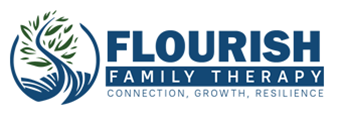 FLOURISH
FAMILY THERAPY
CONNECTION, GROWTH, RESILIENCE